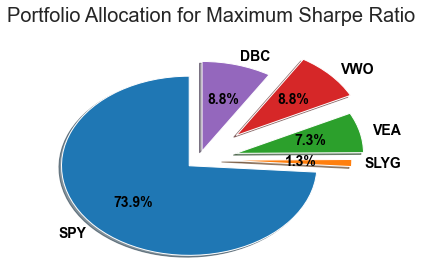 Portfolio Allocation for Maximum Sharpe Ratio
DBC
8.8%
VWO
8.8%
VEA
7.3%
SLYG
1.3%
SPY
73.9%